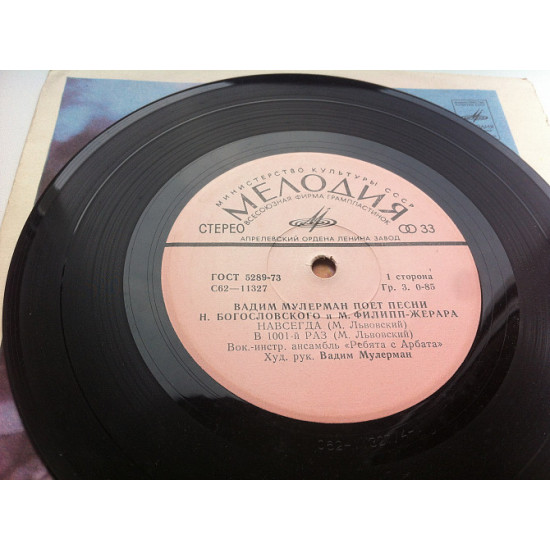 МИНИСТЕРСТВО КУЛЬТУРЫ СССР
МЕЛОДИЯ
ВСЕСОЮЗНАЯ ФИРМА ГРАМПЛАСТИНОК
СТЕРЕО 33
АПРЕЛЕВСКИЙ ОРДЕНА ЛЕНИНА ЗАВОД
ГОСТ 5289-73 1 сторона
С62—11327 Гр. 3. 0-85
ВАДИМ МУЛЕРМАН ПОЕТ ПЕСНИ
Н. БОГОСЛОВСКОГО и М. ФИЛИПП-ЖЕРАРА
НАВСЕГДА (М. Львовский)
В 1001-й РАЗ (М. Львовский)
Вок.-инстр. ансамбль «Ребята с Арбата»
Худ. рук. Вадим Мулерман